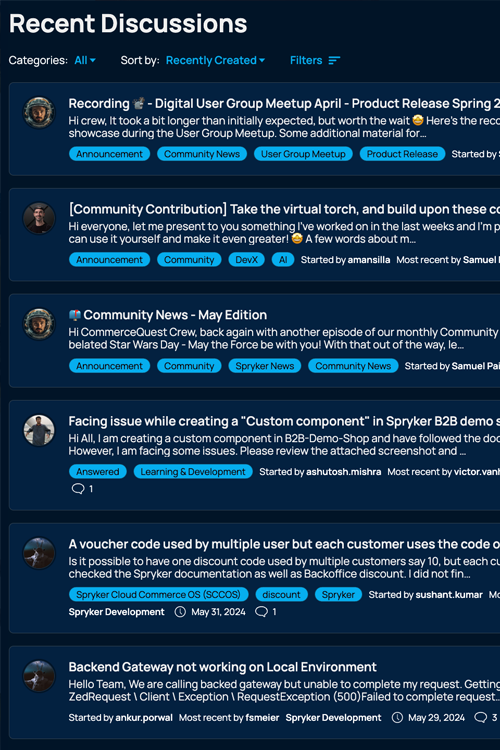 Recent Discussions
Categories: All Sort by: Recently Created Filters
Recording 📽️ - Digital User Group Meetup April - Product Release Spring 2
Hi crew, It took a bit longer than initially expected, but worth the wait 🤩 Here's the reco
showcase during the User Group Meetup. Some additional material for...
Announcement Community News User Group Meetup Product Release Started by S
[Community Contribution] Take the virtual torch, and build upon these co
Hi everyone, let me present to you something I've worked on in the last weeks and I'm p
can use it yourself and make it even greater! 🤩 A few words about m...
Announcement Community DevX AI Started by amansilla Most recent by Samuel
📬 Community News - May Edition
Hi CommerceQuest Crew, back again with another episode of our monthly Community
belated Star Wars Day - May the Force be with you! With that out of the way, le...
Announcement Community Spryker News Community News Started by Samuel Pai
Facing issue while creating a "Custom component" in Spryker B2B demo s
Hi All, I am creating a custom component in B2B-Demo-Shop and have followed the doc
However, I am facing some issues. Please review the attached screenshot and ...
Answered Learning & Development Started by ashutosh.mishra Most recent by victor.vanh
1
A voucher code used by multiple user but each customer uses the code o
Is it possible to have one discount code used by multiple customers say 10, but each cu
checked the Spryker documentation as well as Backoffice discount. I did not fin...
Spryker Cloud Commerce OS (SCCOS) discount Spryker Started by sushant.kumar Mo
Spryker Development May 31, 2024 1
Backend Gateway not working on Local Environment
Hello Team, We are calling backed gateway but unable to complete my request. Getting
ZedRequest \ Client \ Exception \ RequestException (500)Failed to complete request...
Started by ankur.porwal Most recent by fsmeier Spryker Development May 29, 2024 3